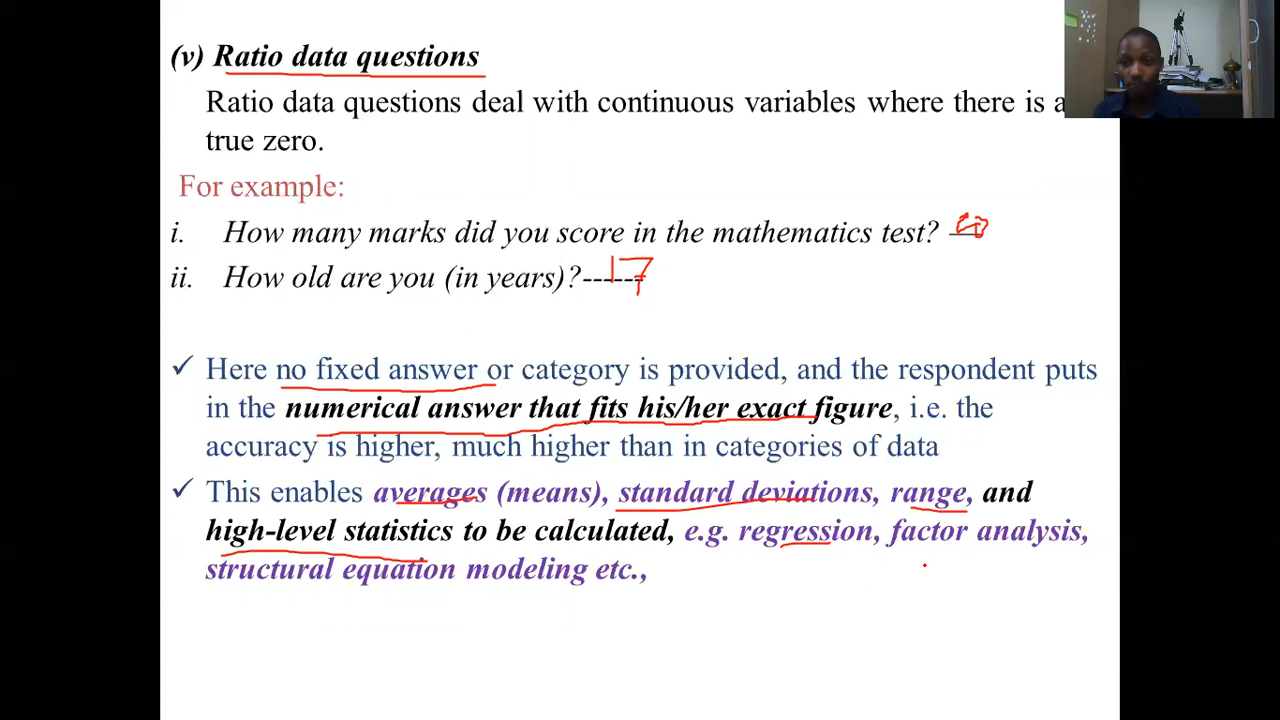 (v) Ratio data questions
Ratio data questions deal with continuous variables where there is a
true zero.
For example:
i. How many marks did you score in the mathematics test? —
ii. How old are you (in years)?------ 17
✓ Here no fixed answer or category is provided, and the respondent puts
in the numerical answer that fits his/her exact figure, i.e. the
accuracy is higher, much higher than in categories of data
✓ This enables averages (means), standard deviations, range, and
high-level statistics to be calculated, e.g. regression, factor analysis,
structural equation modeling etc.,